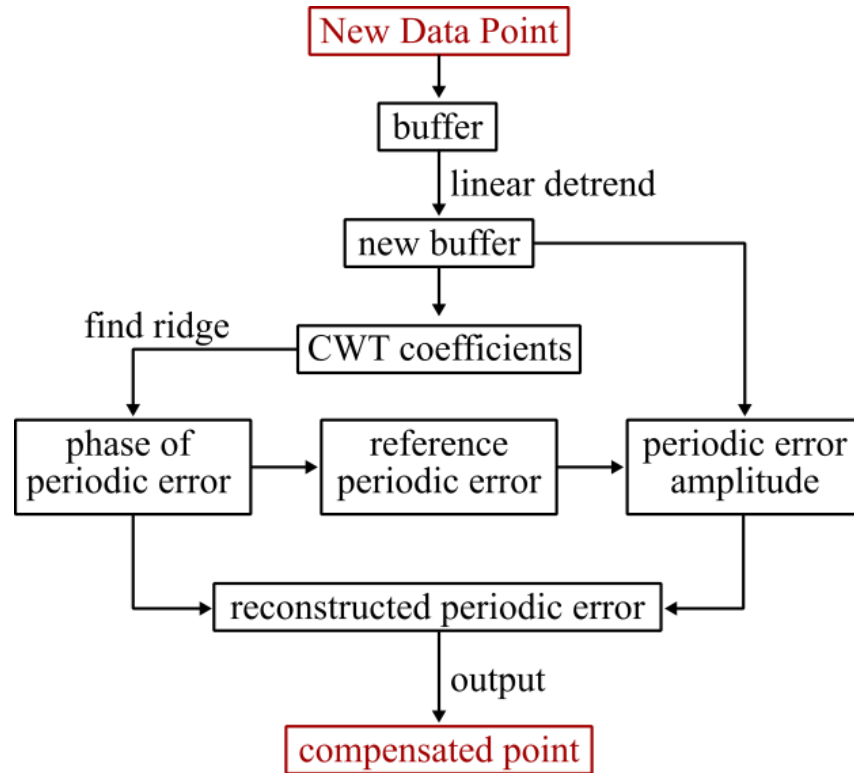 New Data Point
buffer
linear detrend
new buffer
find ridge
CWT coefficients
phase of
periodic error
reference
periodic error
periodic error
amplitude
reconstructed periodic error
output
compensated point